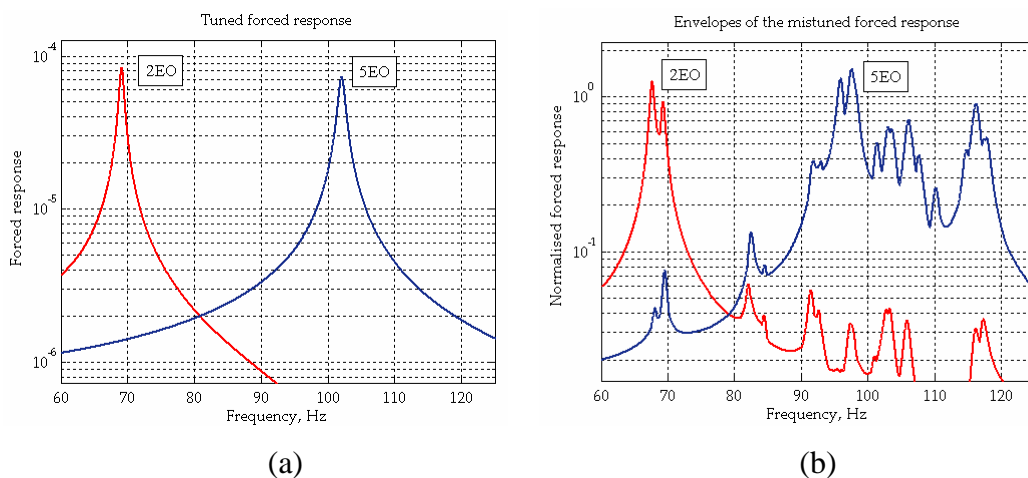 Tuned forced response
10-4
10-5
10-6
Forced response
2EO
5EO
60 70 80 90 100 110 120
Frequency, Hz
(a)
Envelopes of the mistuned forced response
100
10-1
Normalised forced response
2EO
5EO
60 70 80 90 100 110 120
Frequency, Hz
(b)